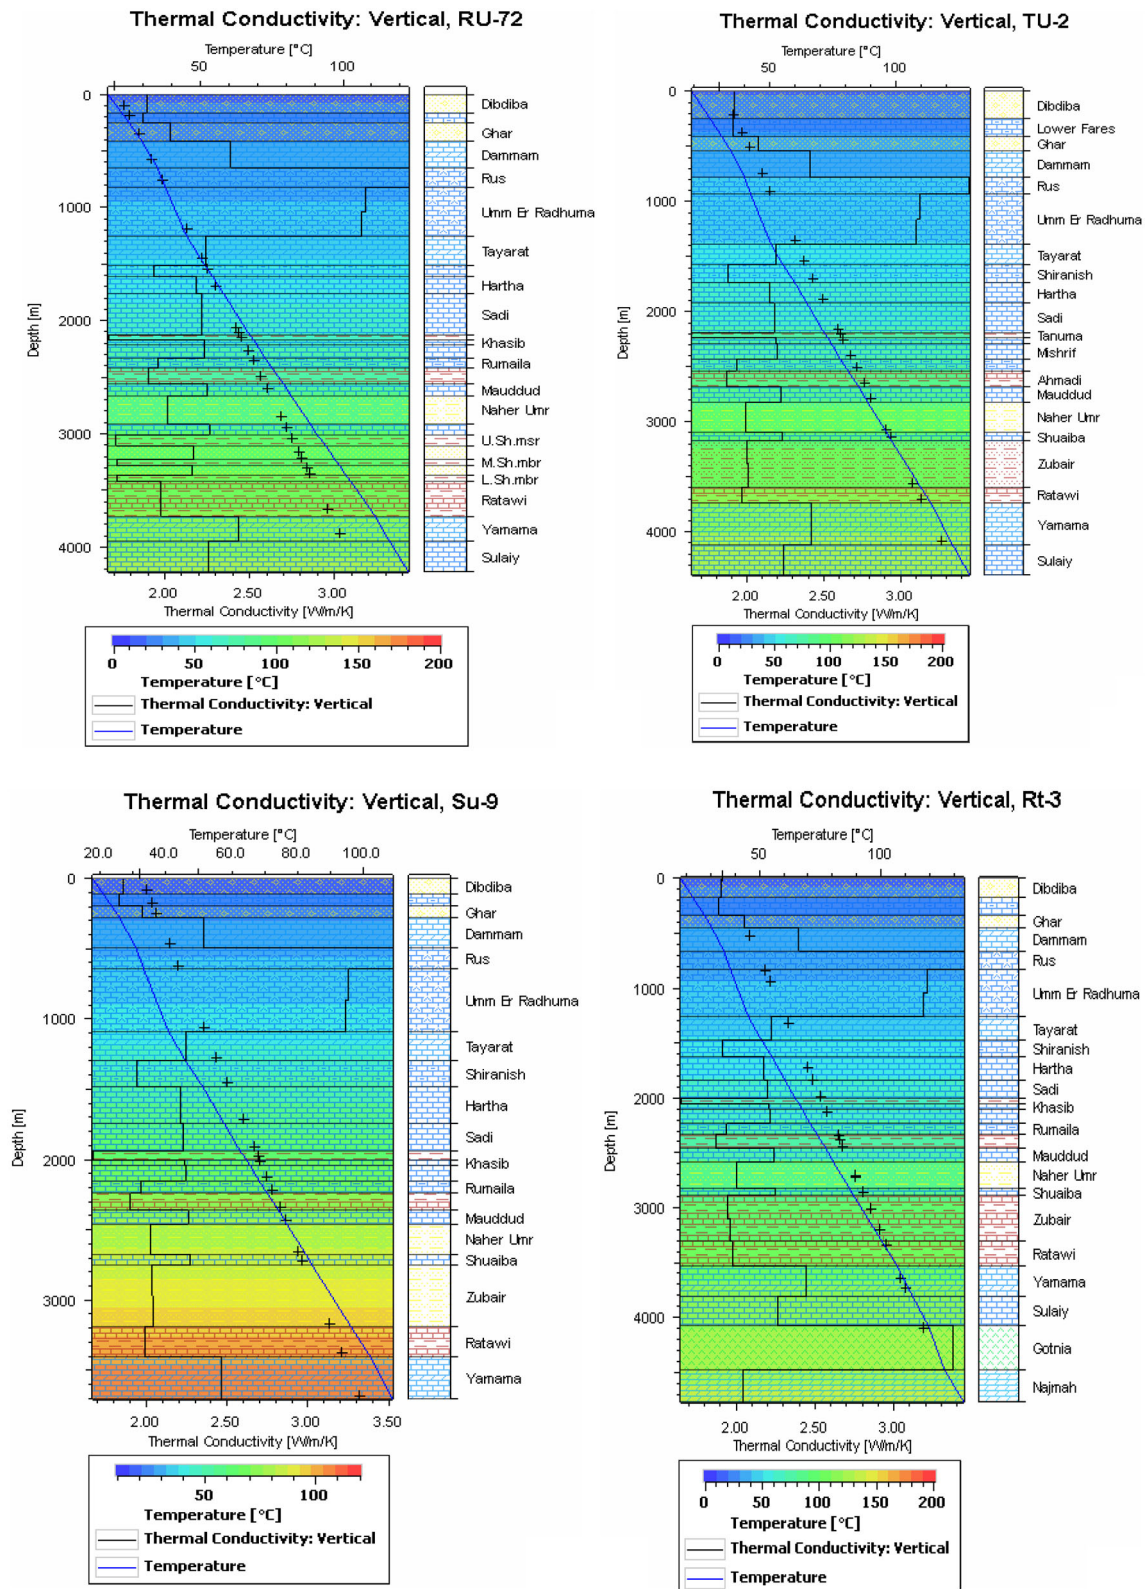 Thermal Conductivity: Vertical, RU-72
Temperature [°C]
50 100
0
1000
2000
3000
4000
Depth [m]
Dibdiba
Ghar
Dammam
Rus
Umm Er Radhuma
Tayarat
Hartha
Sadi
Khasib
Rumaila
Mauddud
Naher Umr
U.Sh.msr
M.Sh.mbr
L.Sh.mbr
Ratawi
Yamama
Sulaiy
2.00 2.50 3.00
Thermal Conductivity [W/m/K]
0 50 100 150 200
Temperature [°C]
Thermal Conductivity: Vertical
Temperature
Thermal Conductivity: Vertical, TU-2
Temperature [°C]
50 100
0
1000
2000
3000
4000
Depth [m]
Dibdiba
Lower Fares
Ghar
Dammam
Rus
Umm Er Radhuma
Tayarat
Shiranish
Hartha
Sadi
Tanuma
Mishrif
Ahmadi
Mauddud
Naher Umr
Shuaiba
Zubair
Ratawi
Yamama
Sulaiy
2.00 2.50 3.00
Thermal Conductivity [W/m/K]
0 50 100 150 200
Temperature [°C]
Thermal Conductivity: Vertical
Temperature
Thermal Conductivity: Vertical, Su-9
Temperature [°C]
20.0 40.0 60.0 80.0 100.0
0
1000
2000
3000
Depth [m]
Dibdiba
Ghar
Dammam
Rus
Umm Er Radhuma
Tayarat
Shiranish
Hartha
Sadi
Khasib
Rumaila
Mauddud
Naher Umr
Shuaiba
Zubair
Ratawi
Yamama
2.00 2.50 3.00 3.50
Thermal Conductivity [W/m/K]
50 100
Temperature [°C]
Thermal Conductivity: Vertical
Temperature
Thermal Conductivity: Vertical, Rt-3
Temperature [°C]
50 100
0
1000
2000
3000
4000
Depth [m]
Dibdiba
Ghar
Dammam
Rus
Umm Er Radhuma
Tayarat
Shiranish
Hartha
Sadi
Khasib
Rumaila
Mauddud
Naher Umr
Shuaiba
Zubair
Ratawi
Yamama
Sulaiy
Gotnia
Najmah
2.00 2.50 3.00
Thermal Conductivity [W/m/K]
0 50 100 150 200
Temperature [°C]
Thermal Conductivity: Vertical
Temperature